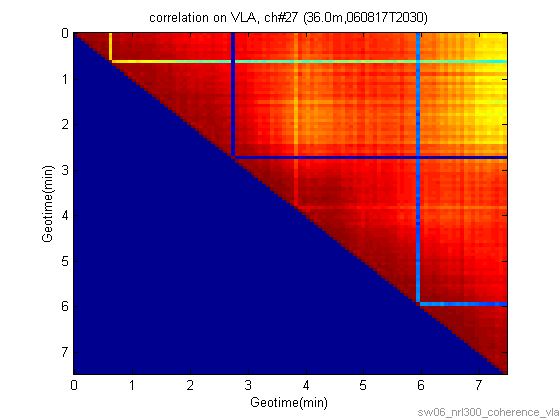 correlation on VLA, ch#27 (36.0m,060817T2030)
0
1
2
3
4
5
6
7
Geotime(min)
0 1 2 3 4 5 6 7
Geotime(min)
sw06_nrl300_coherence_vla